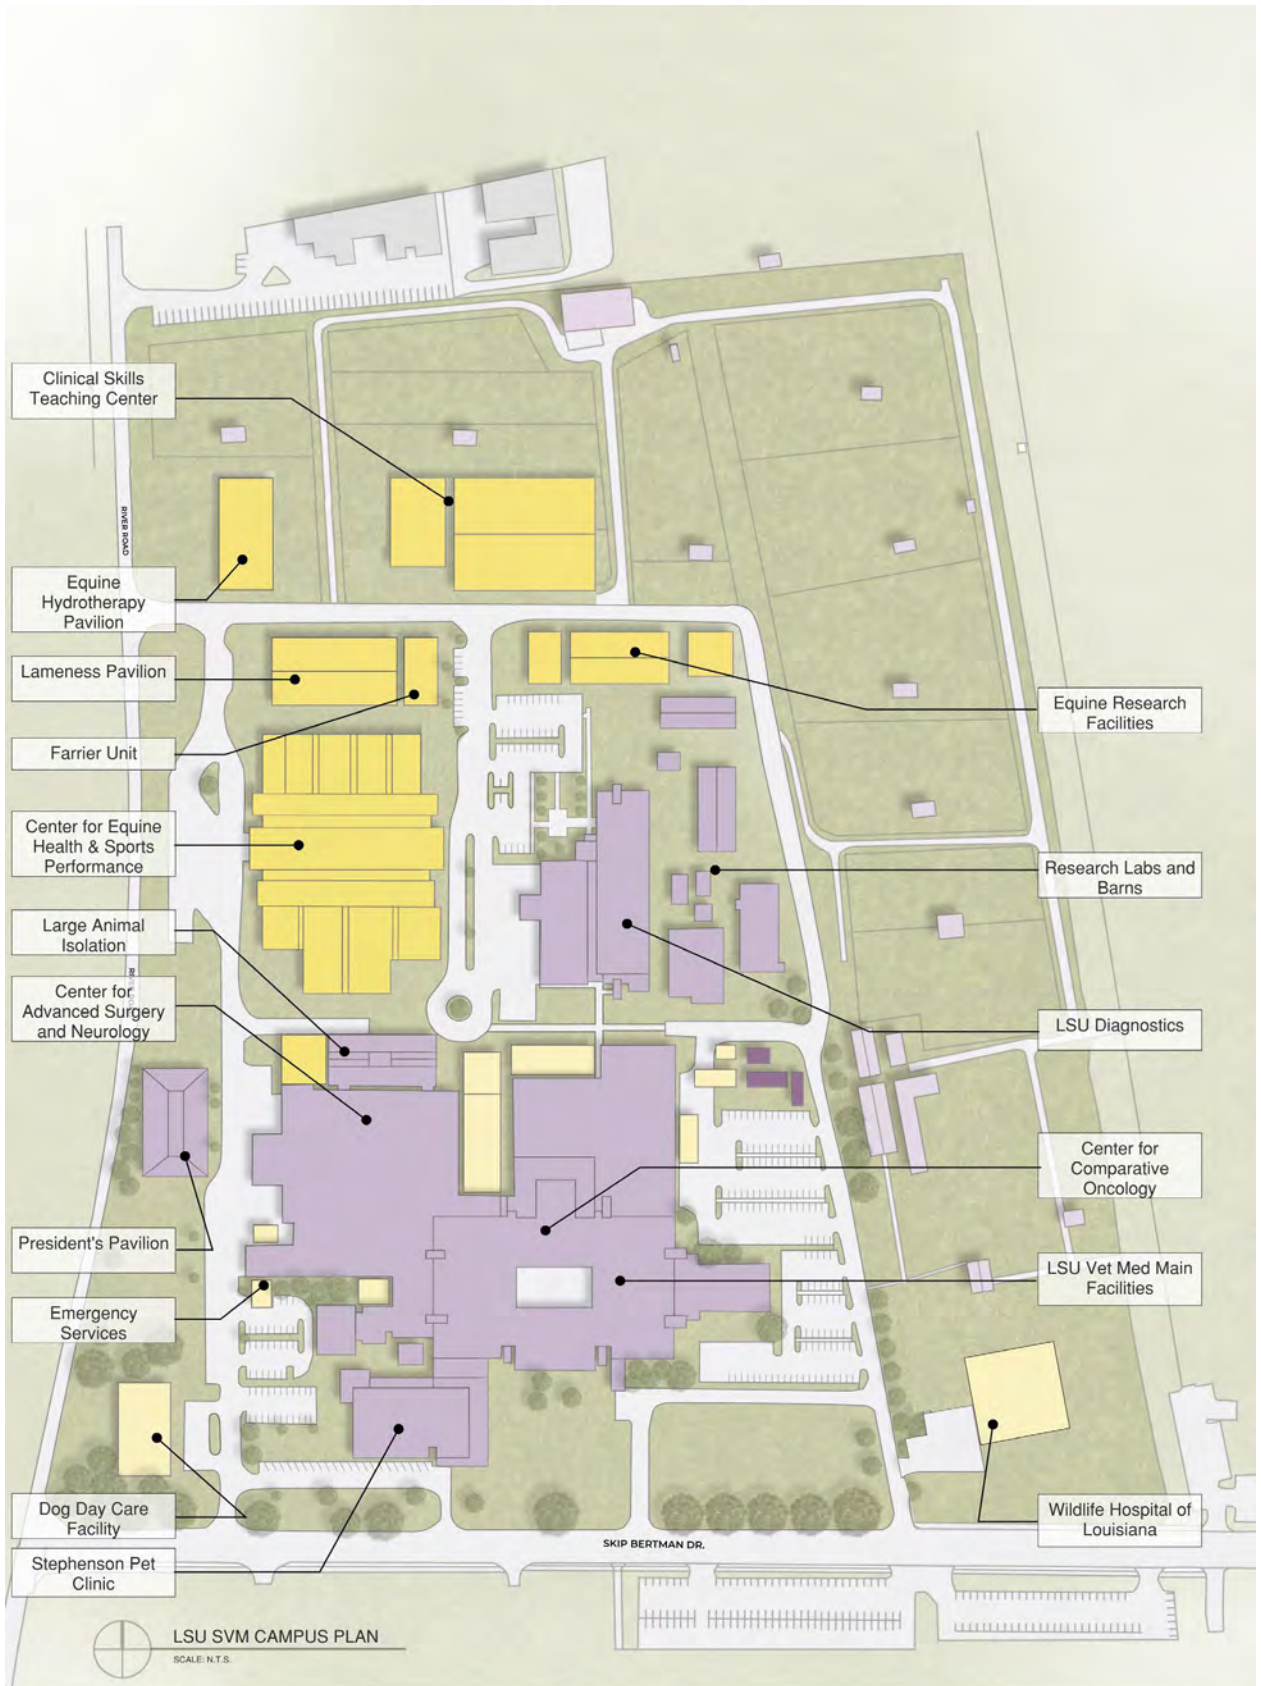 Clinical Skills
Teaching Center
RIVER ROAD
Equine
Hydrotherapy
Pavilion
Lameness Pavilion
Equine Research
Facilities
Farrier Unit
Center for Equine
Health & Sports
Performance
Research Labs and
Barns
Large Animal
Isolation
Center for
Advanced Surgery
and Neurology
LSU Diagnostics
Center for
Comparative
Oncology
President's Pavilion
LSU Vet Med Main
Facilities
Emergency
Services
Dog Day Care
Facility
Wildlife Hospital of
Louisiana
SKIP BERTMAN DR.
Stephenson Pet
Clinic
LSU SVM CAMPUS PLAN
SCALE: N.T.S.